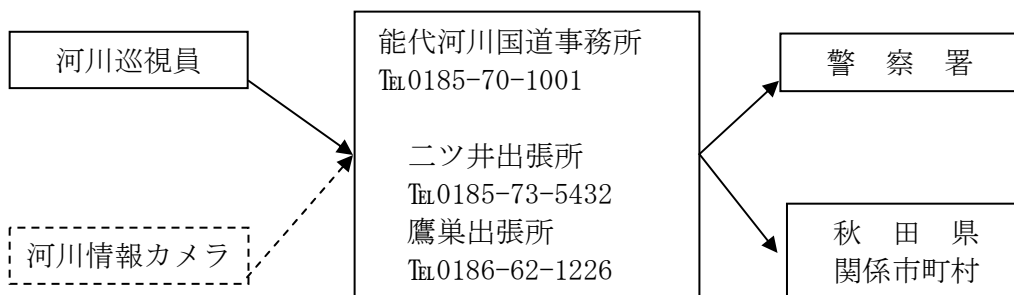 河川巡視員
河川情報カメラ
能代河川国道事務所
℡0185-70-1001
二ツ井出張所
℡0185-73-5432
鷹巣出張所
℡0186-62-1226
警　察　署
秋　田　県
関係市町村